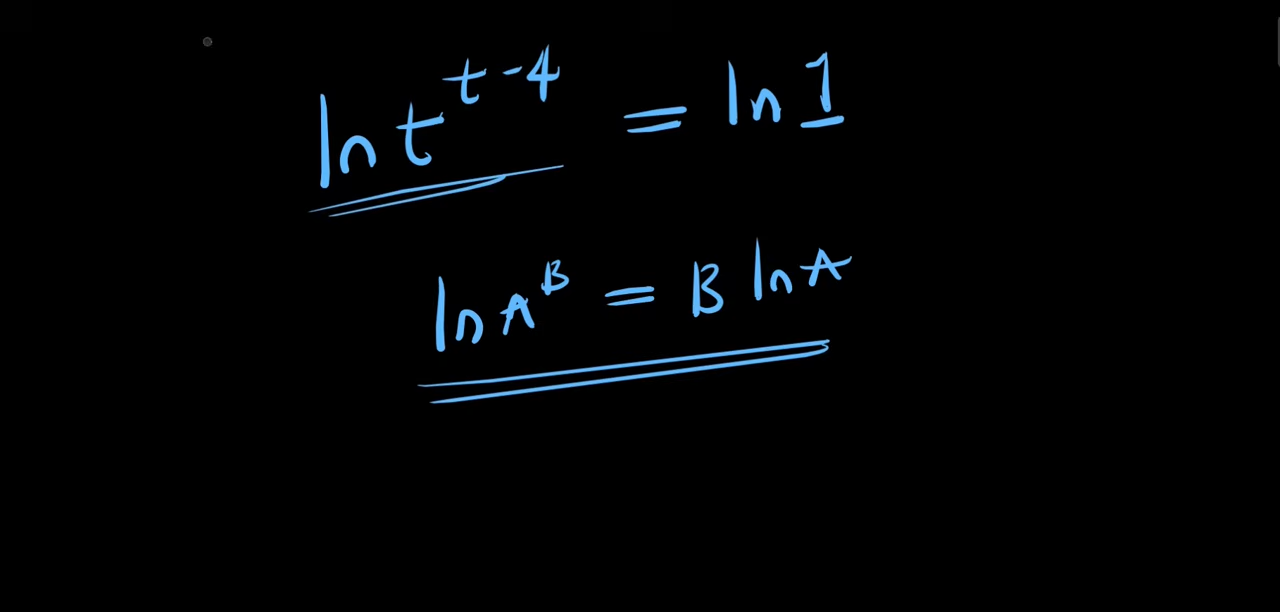 ln t^{t-4} = ln 1
ln A^B = B ln A